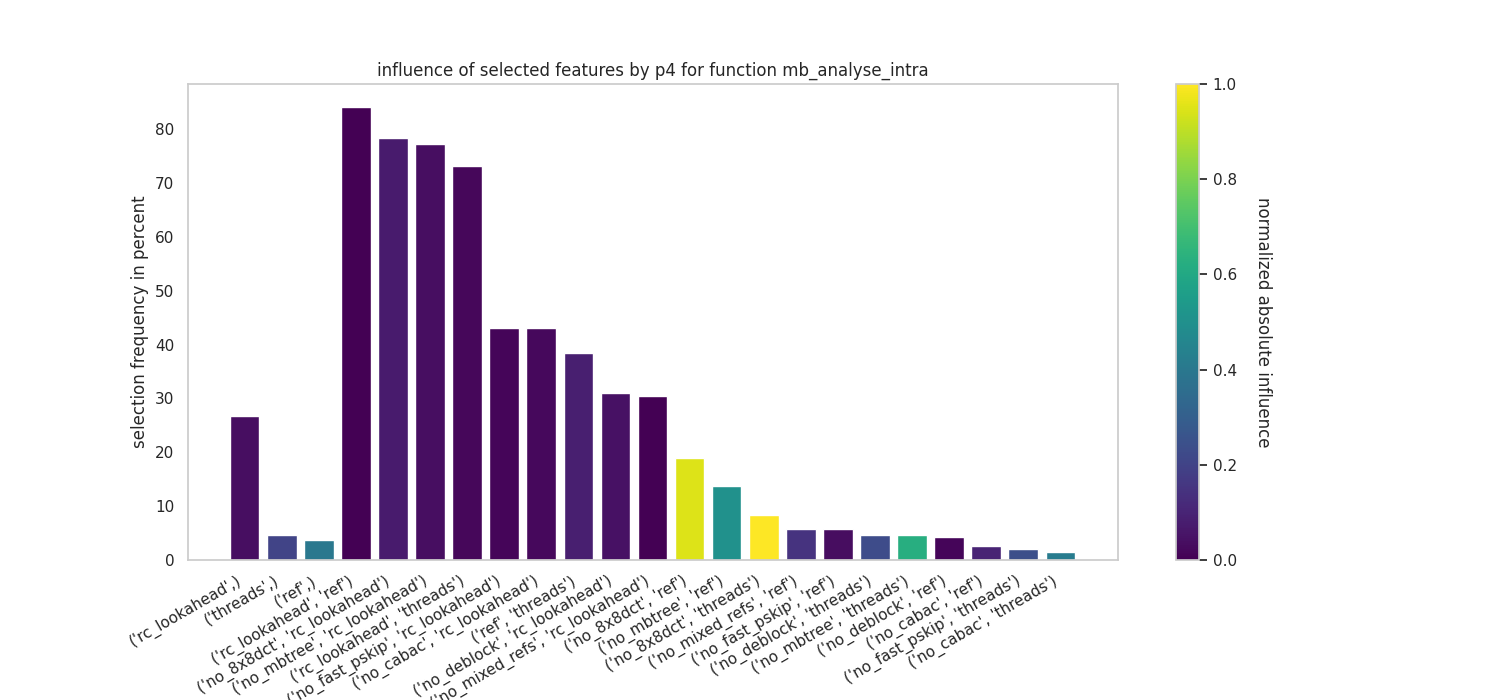 influence of selected features by p4 for function mb_analyse_intra
selection frequency in percent
80
70
60
50
40
30
20
10
0
('rc_lookahead',)
('threads',)
('ref',)
('rc_lookahead', 'ref')
('no_8x8dct', 'rc_lookahead')
('no_mbtree', 'rc_lookahead')
('rc_lookahead', 'threads')
('no_fast_pskip', 'rc_lookahead')
('no_cabac', 'rc_lookahead')
('ref', 'threads')
('no_deblock', 'rc_lookahead')
('no_mixed_refs', 'rc_lookahead')
('no_8x8dct', 'ref')
('no_mbtree', 'ref')
('no_8x8dct', 'threads')
('no_mixed_refs', 'ref')
('no_fast_pskip', 'ref')
('no_deblock', 'threads')
('no_mbtree', 'threads')
('no_deblock', 'ref')
('no_cabac', 'ref')
('no_fast_pskip', 'threads')
('no_cabac', 'threads')
1.0
0.8
0.6
0.4
0.2
0.0
normalized absolute influence